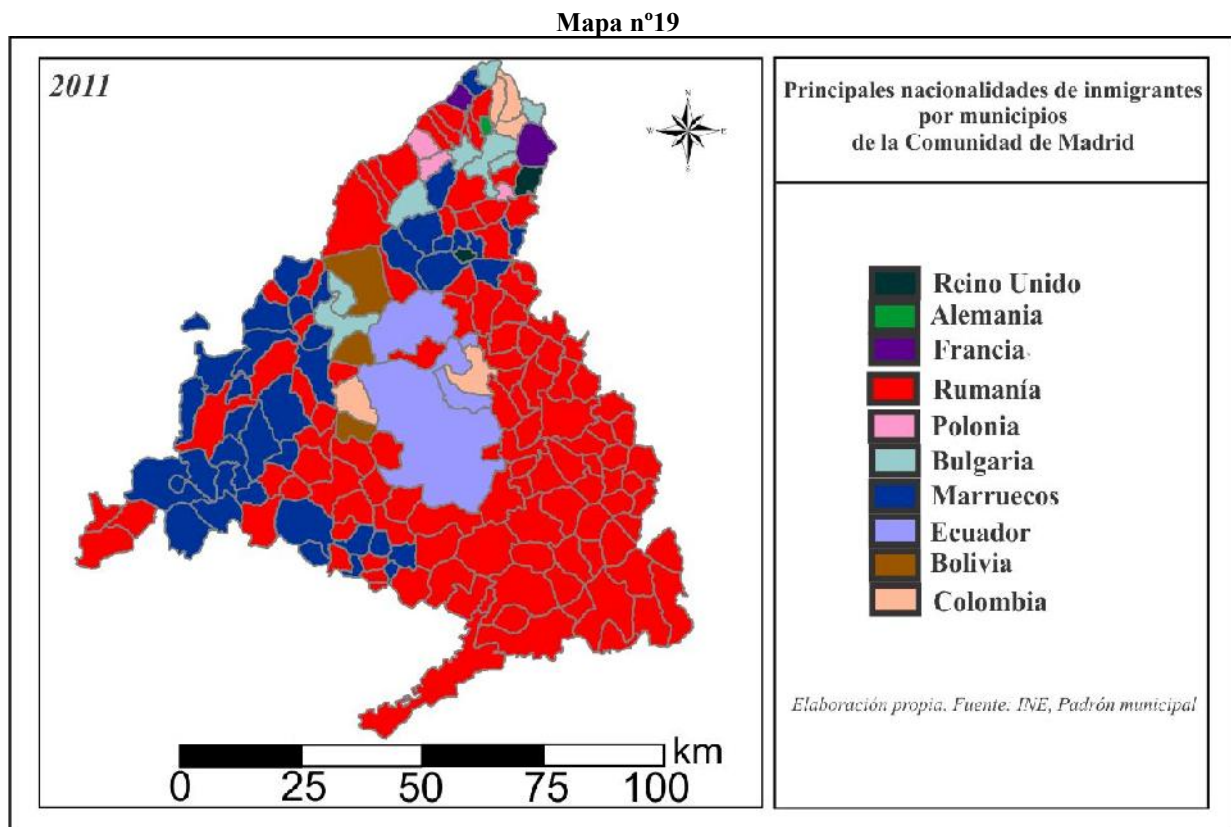 Mapa nº19
2011
N
W
E
S
Principales nacionalidades de inmigrantes
por municipios
de la Comunidad de Madrid
Reino Unido
Alemania
Francia
Rumanía
Polonia
Bulgaria
Marruecos
Ecuador
Bolivia
Colombia
Elaboración propia. Fuente: INE, Padrón municipal
km
0 25 50 75 100